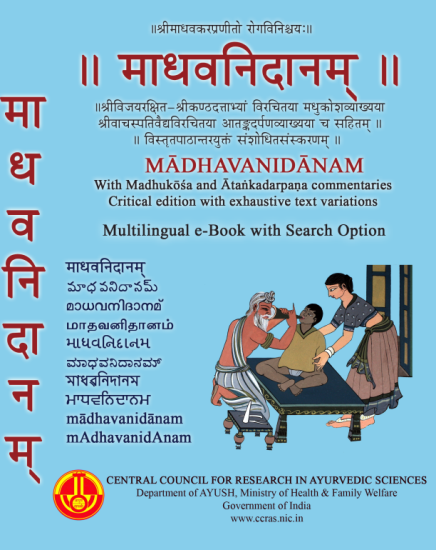 ॥श्रीमाधवकरप्रणीतो रोगविनिश्चयः॥
॥ माधवनिदानम् ॥
॥श्रीविजयरक्षित-श्रीकण्ठदत्ताभ्यां विरचितया मधुकोशव्याख्यया
श्रीवाचस्पतिवैद्यविरचितया आतङ्कदर्पणव्याख्यया च सहितम् ॥
॥ विस्तृतपाठान्तरयुक्तं संशोधितसंस्करणम् ॥
MĀDHAVANIDĀNAM
With Madhukōśa and Ātaṅkadarpaṇa commentaries
Critical edition with exhaustive text variations
Multilingual e-Book with Search Option
माधवनिदानम्
మాధవనిదానమ్
മാധവനിദാനമ്
மாதவனிதானம்
માધવનિદાનમ
ಮಾಧವನಿದಾನಮ್
মাধৱনিদানম
ਮਾਧਵਨਿਦਾਨਮ
mādhavanidānam
mAdhavanidAnam
मा
ध
व
नि
दा
न
म्
CENTRAL COUNCIL FOR RESEARCH IN AYURVEDIC SCIENCES
Department of AYUSH, Ministry of Health & Family Welfare
Government of India
www.ccras.nic.in